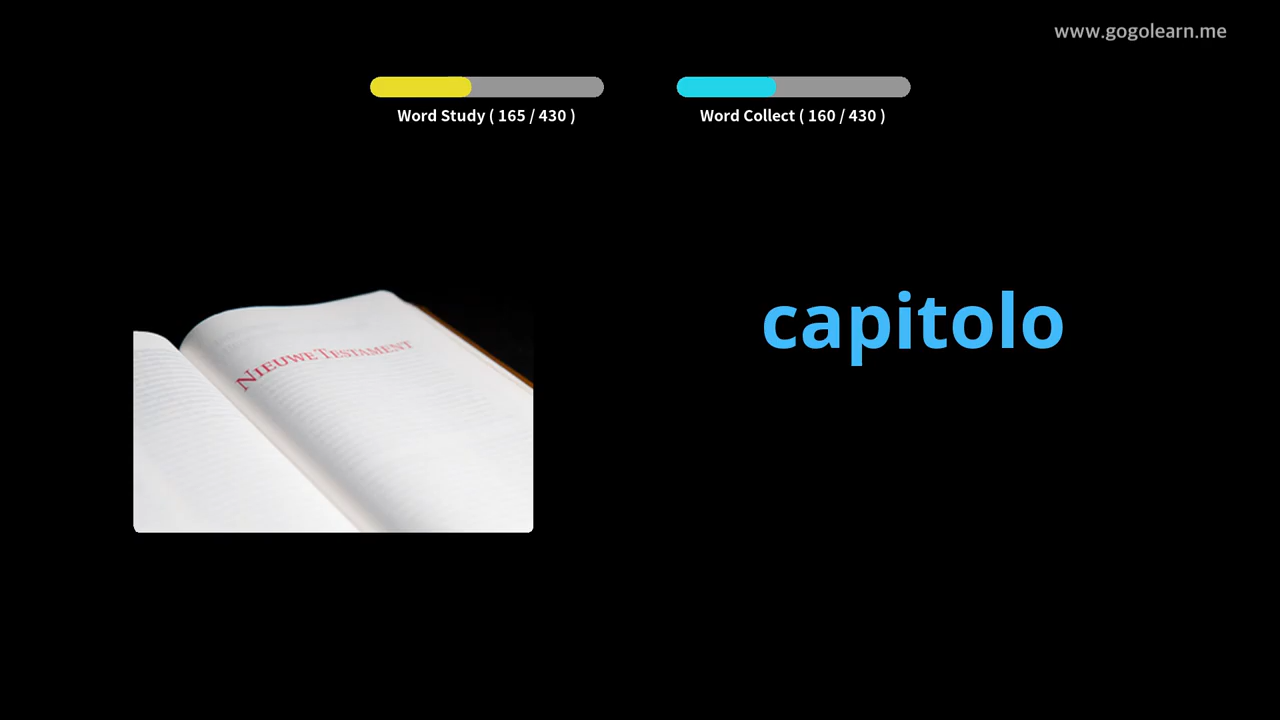 www.gogolearn.me
Word Study ( 165 / 430 )
Word Collect ( 160 / 430 )
capitolo
NIEUWE TESTAMENT